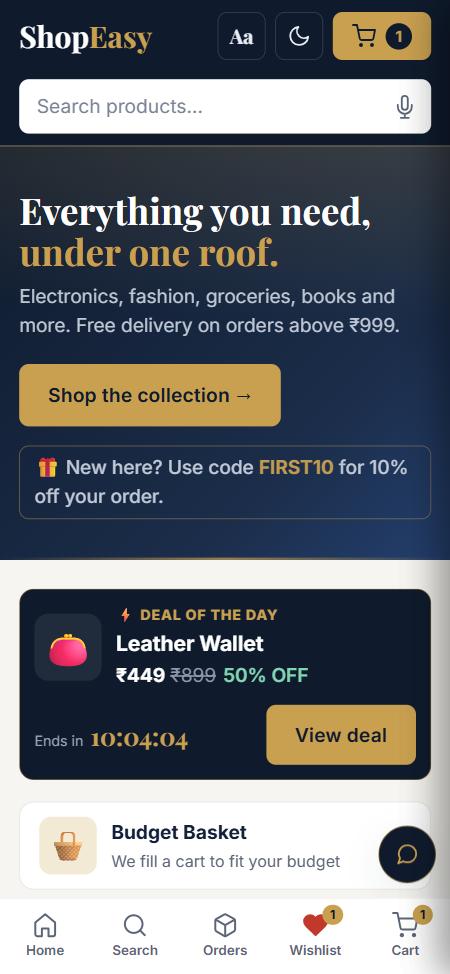 ShopEasy
Aa
1
Search products...
Everything you need,
under one roof.
Electronics, fashion, groceries, books and
more. Free delivery on orders above ₹999.
Shop the collection →
🎁 New here? Use code FIRST10 for 10%
off your order.
⚡ DEAL OF THE DAY
Leather Wallet
₹449 ₹899 50% OFF
Ends in 10:04:04
View deal
Budget Basket
We fill a cart to fit your budget
1
1
Home Search Orders Wishlist Cart